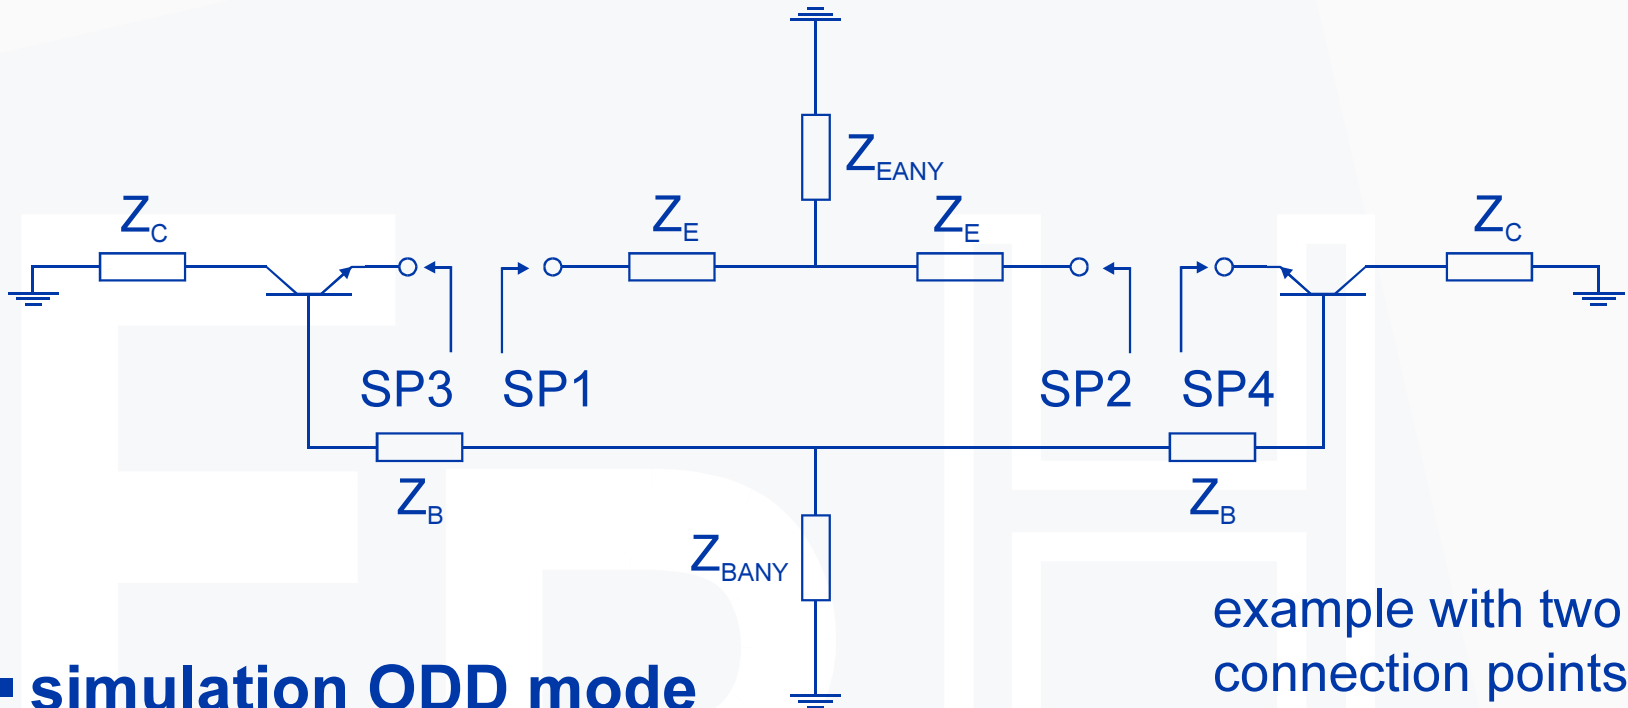 Z_EANY
Z_C
Z_E
Z_E
Z_C
SP3
SP1
SP2
SP4
Z_B
Z_B
Z_BANY
example with two
connection points
▪ simulation ODD mode